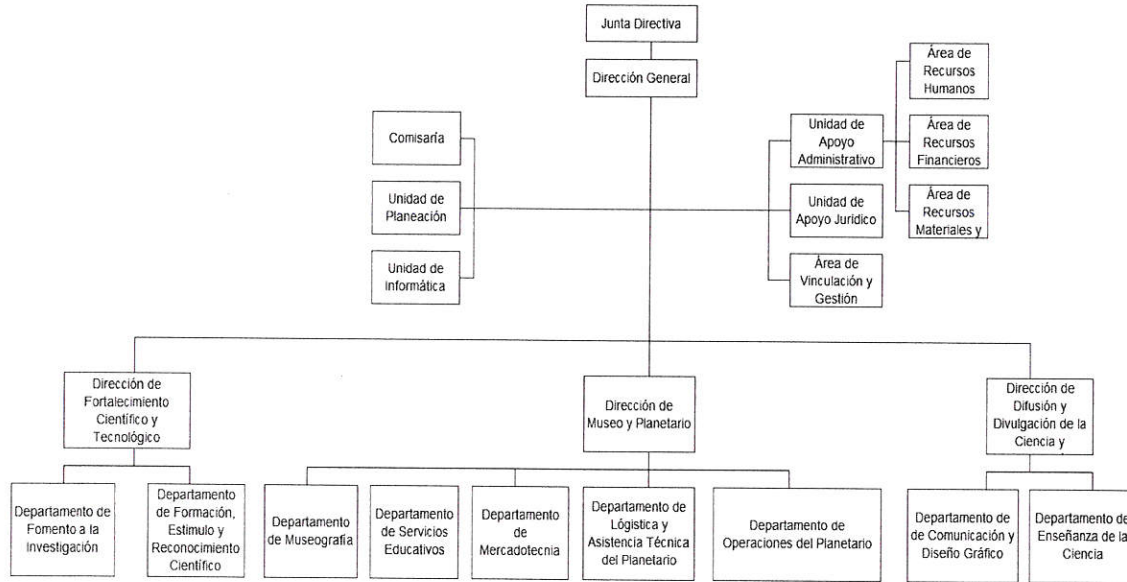 Junta Directiva
Dirección General
Área de
Recursos
Humanos
Comisaría
Unidad de
Apoyo
Administrativo
Área de
Recursos
Financieros
Unidad de
Planeación
Unidad de
Apoyo Jurídico
Área de
Recursos
Materiales y
Unidad de
Informática
Área de
Vinculación y
Gestión
Dirección de
Fortalecimiento
Científico y
Tecnológico
Dirección de
Museo y Planetario
Dirección de
Difusión y
Divulgación de la
Ciencia y
Departamento de
Fomento a la
Investigación
Departamento
de Formación,
Estimulo y
Reconocimiento
Científico
Departamento
de Museografía
Departamento
de Servicios
Educativos
Departamento
de
Mercadotecnia
Departamento de
Lógistica y
Asistencia Técnica
del Planetario
Departamento de
Operaciones del Planetario
Departamento de
de Comunicación y
Diseño Gráfico
Departamento de
Enseñanza de la
Ciencia